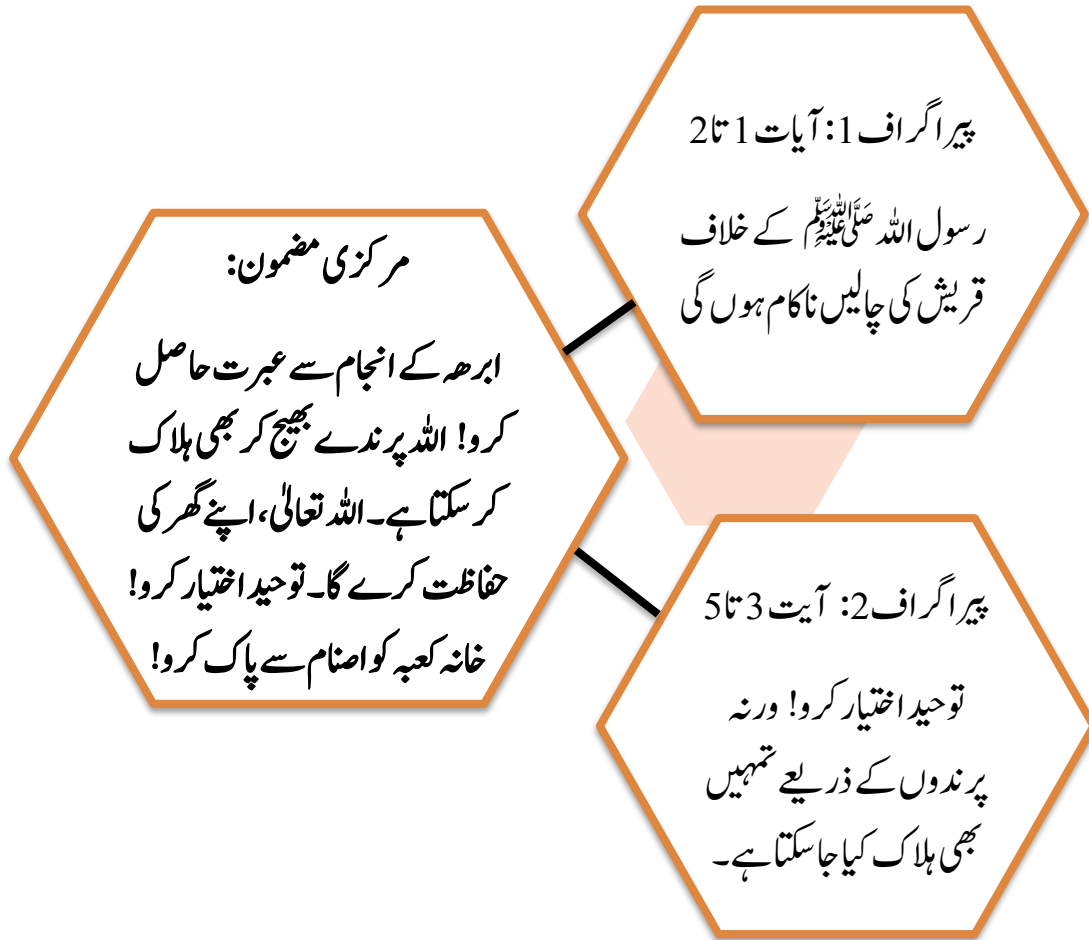 پیراگراف 1: آیات 1 تا 2
رسول اللہ ﷺ کے خلاف
قریش کی چالیں ناکام ہوں گی
مرکزی مضمون:
ابرھہ کے انجام سے عبرت حاصل
کرو! اللہ پرندے بھیج کر بھی ہلاک
کر سکتا ہے۔ اللہ تعالٰی، اپنے گھر کی
حفاظت کرے گا۔ توحید اختیار کرو!
خانہ کعبہ کو اصنام سے پاک کرو!
پیراگراف 2: آیت 3 تا 5
توحید اختیار کرو! ورنہ
پرندوں کے ذریعے تمہیں
بھی ہلاک کیا جا سکتا ہے۔